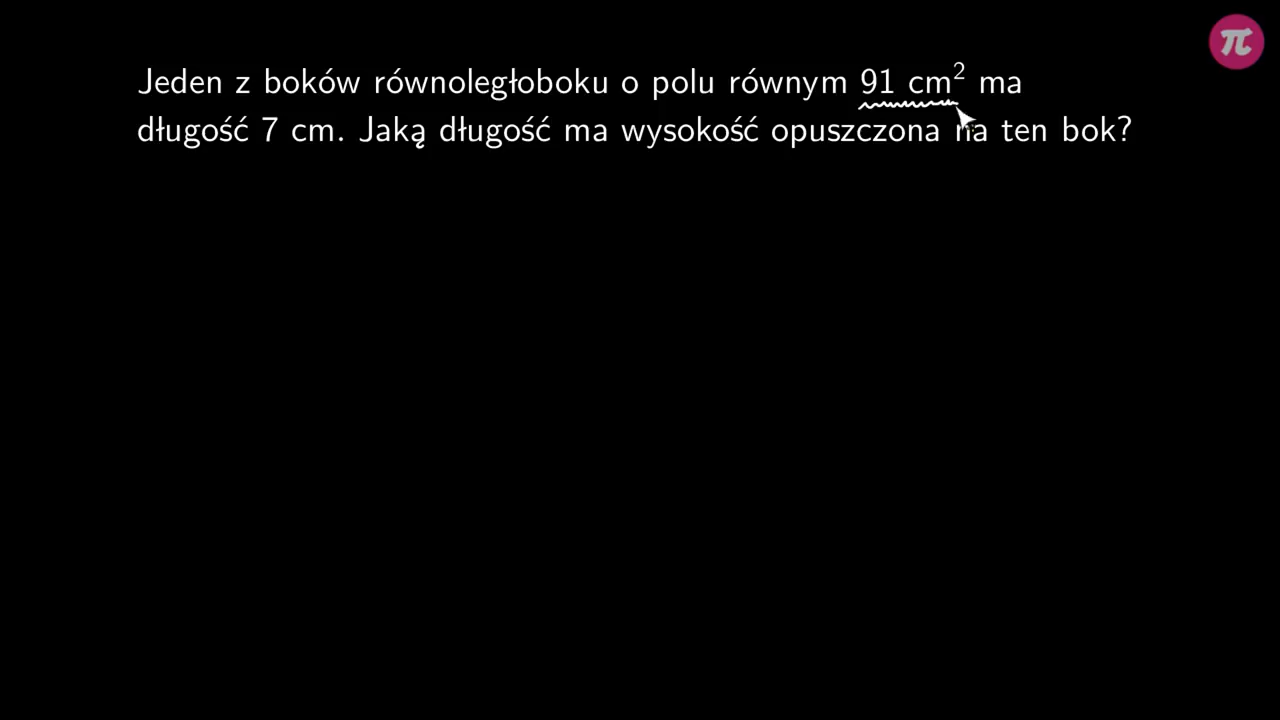 Jeden z boków równoległoboku o polu równym 91 cm² ma
długość 7 cm. Jaką długość ma wysokość opuszczona na ten bok?
π